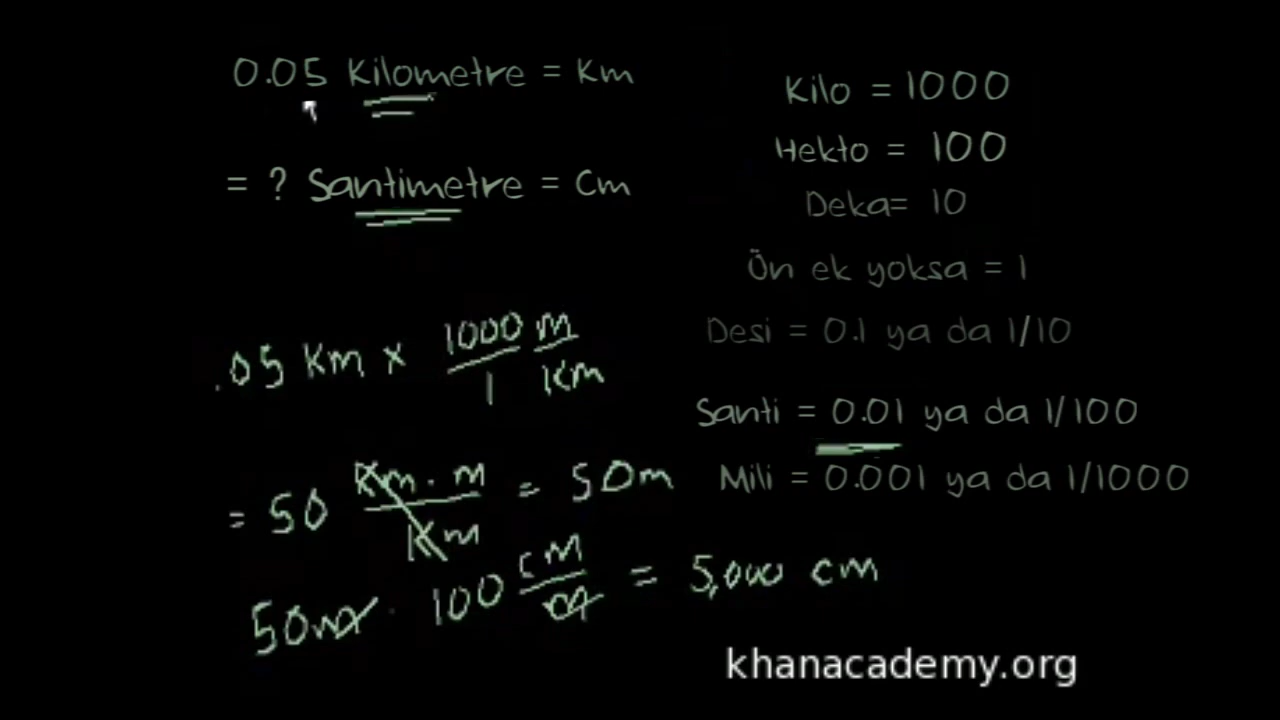 0.05 Kilometre = Km
= ? Santimetre = Cm
.05 Km x 1000/1 m/Km
= 50 Km · m/Km = 50m
50m · 100 cm/m = 5,000 cm
Kilo = 1000
Hekto = 100
Deka= 10
Ön ek yoksa = 1
Desi = 0.1 ya da 1/10
Santi = 0.01 ya da 1/100
Mili = 0.001 ya da 1/1000
khanacademy.org